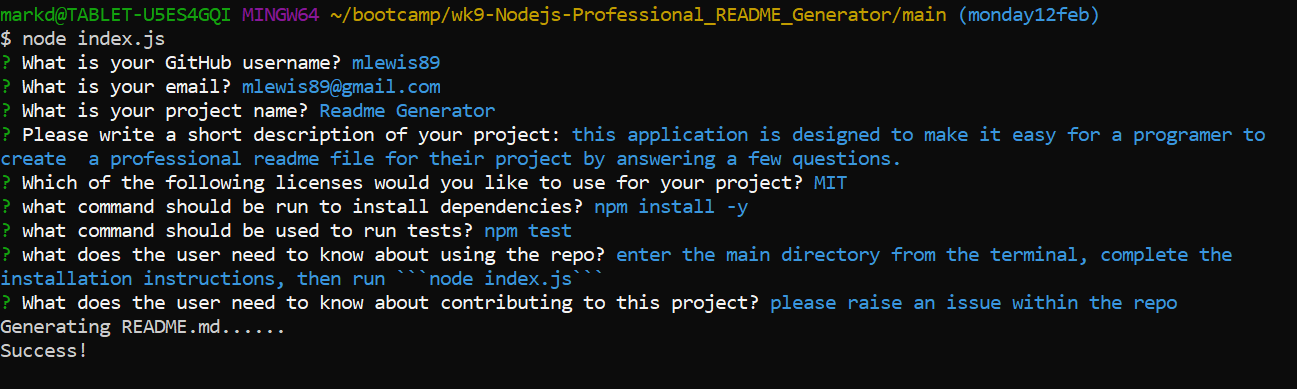 markd@TABLET-U5ES4GQI MINGW64 ~/bootcamp/wk9-Nodejs-Professional_README_Generator/main (monday12feb)
$ node index.js
? What is your GitHub username? mlewis89
? What is your email? mlewis89@gmail.com
? What is your project name? Readme Generator
? Please write a short description of your project: this application is designed to make it easy for a programer to
create  a professional readme file for their project by answering a few questions.
? Which of the following licenses would you like to use for your project? MIT
? what command should be run to install dependencies? npm install -y
? what command should be used to run tests? npm test
? what does the user need to know about using the repo? enter the main directory from the terminal, complete the
installation instructions, then run ```node index.js```
? What does the user need to know about contributing to this project? please raise an issue within the repo
Generating README.md......
Success!